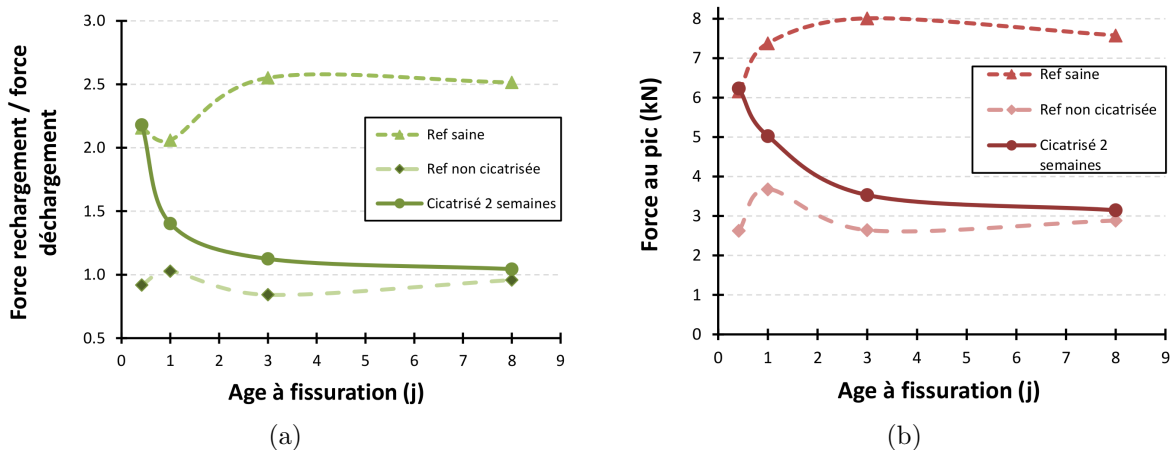 3.0
2.5
2.0
1.5
1.0
0.5
Force rechargement / force
déchargement
Ref saine
Ref non cicatrisée
Cicatrisé 2 semaines
0 1 2 3 4 5 6 7 8 9
Age à fissuration (j)
(a)
8
7
6
5
4
3
2
1
0
Force au pic (kN)
Ref saine
Ref non cicatrisée
Cicatrisé 2
semaines
0 1 2 3 4 5 6 7 8 9
Age à fissuration (j)
(b)